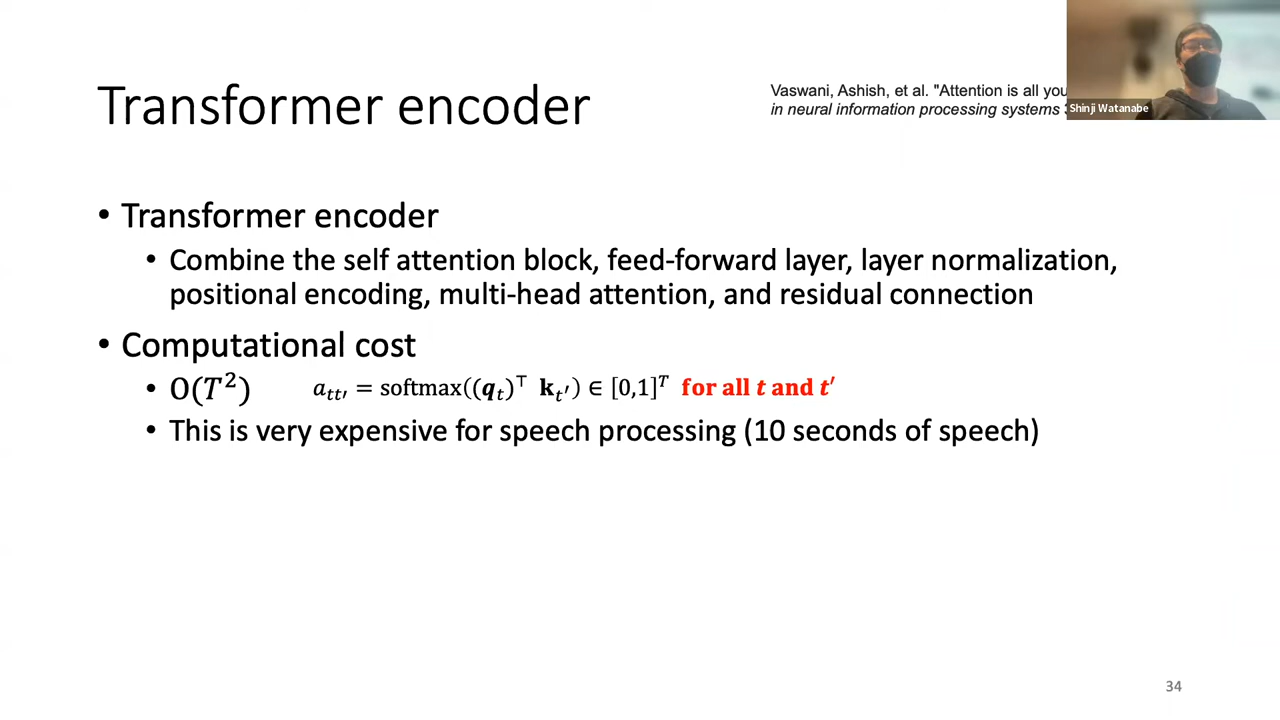 Transformer encoder
Vaswani, Ashish, et al. "Attention is all you
in neural information processing systems
Shinji Watanabe
• Transformer encoder
• Combine the self attention block, feed-forward layer, layer normalization,
positional encoding, multi-head attention, and residual connection
• Computational cost
• O(T²) aₜₜ′ = softmax((𝒒ₜ)⊤ 𝐤ₜ′) ∈ [0,1]ᵀ for all t and t′
• This is very expensive for speech processing (10 seconds of speech)
34